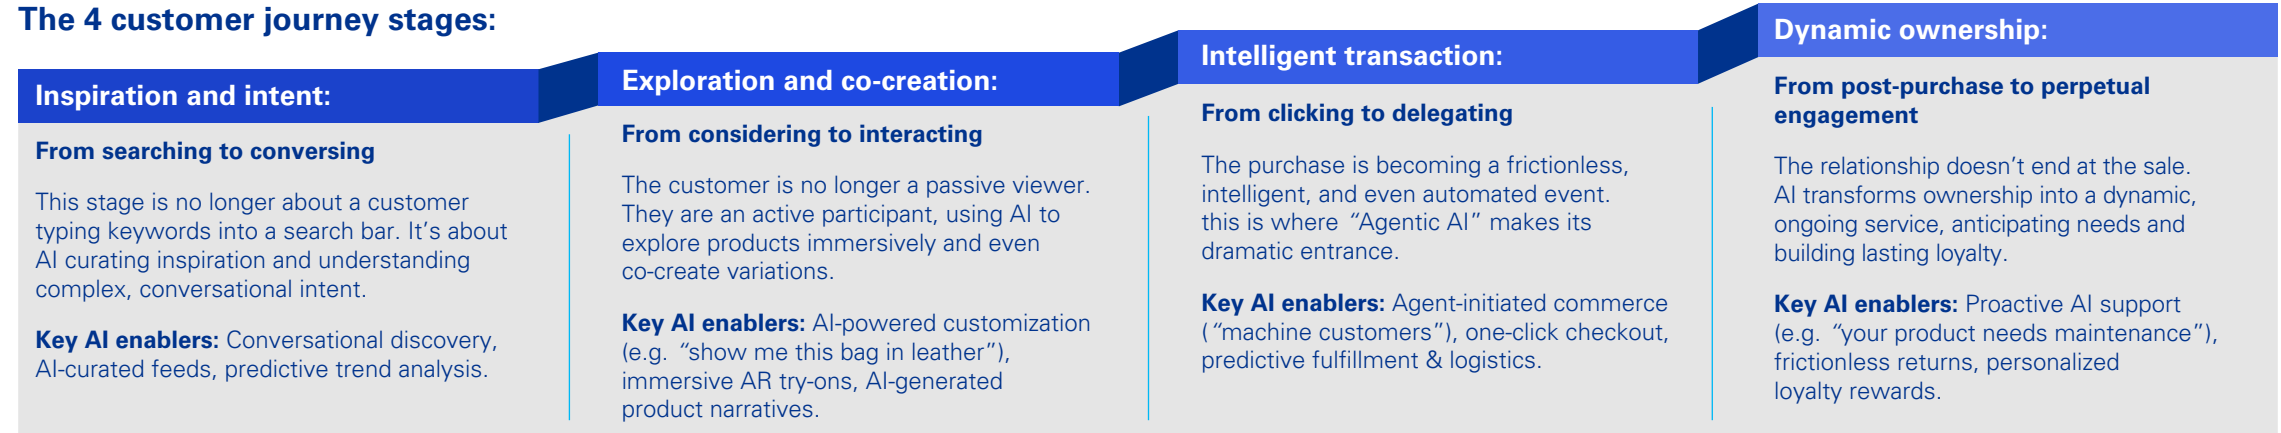 The 4 customer journey stages:
Inspiration and intent:
From searching to conversing
This stage is no longer about a customer
typing keywords into a search bar. It's about
AI curating inspiration and understanding
complex, conversational intent.
Key AI enablers: Conversational discovery,
AI-curated feeds, predictive trend analysis.
Exploration and co-creation:
From considering to interacting
The customer is no longer a passive viewer.
They are an active participant, using AI to
explore products immersively and even
co-create variations.
Key AI enablers: AI-powered customization
(e.g. “show me this bag in leather”),
immersive AR try-ons, AI-generated
product narratives.
Intelligent transaction:
From clicking to delegating
The purchase is becoming a frictionless,
intelligent, and even automated event.
this is where “Agentic AI” makes its
dramatic entrance.
Key AI enablers: Agent-initiated commerce
(“machine customers”), one-click checkout,
predictive fulfillment & logistics.
Dynamic ownership:
From post-purchase to perpetual
engagement
The relationship doesn't end at the sale.
AI transforms ownership into a dynamic,
ongoing service, anticipating needs and
building lasting loyalty.
Key AI enablers: Proactive AI support
(e.g. “your product needs maintenance”),
frictionless returns, personalized
loyalty rewards.